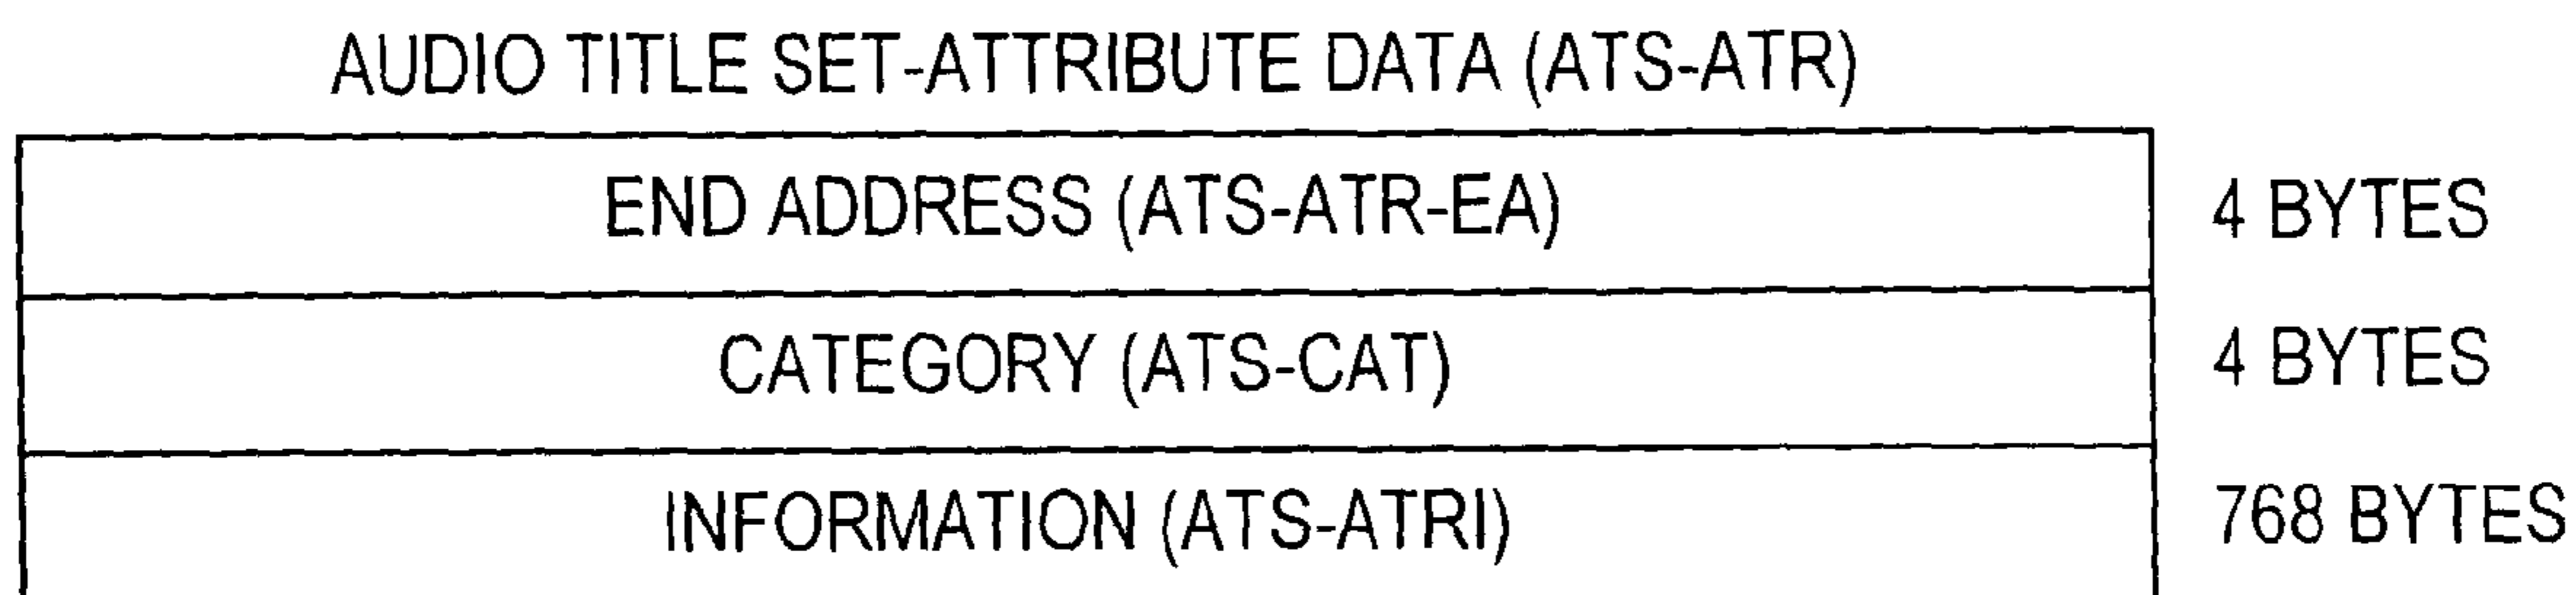 AUDIO TITLE SET-ATTRIBUTE DATA (ATS-ATR)
END ADDRESS (ATS-ATR-EA) 4 BYTES
CATEGORY (ATS-CAT) 4 BYTES
INFORMATION (ATS-ATRI) 768 BYTES